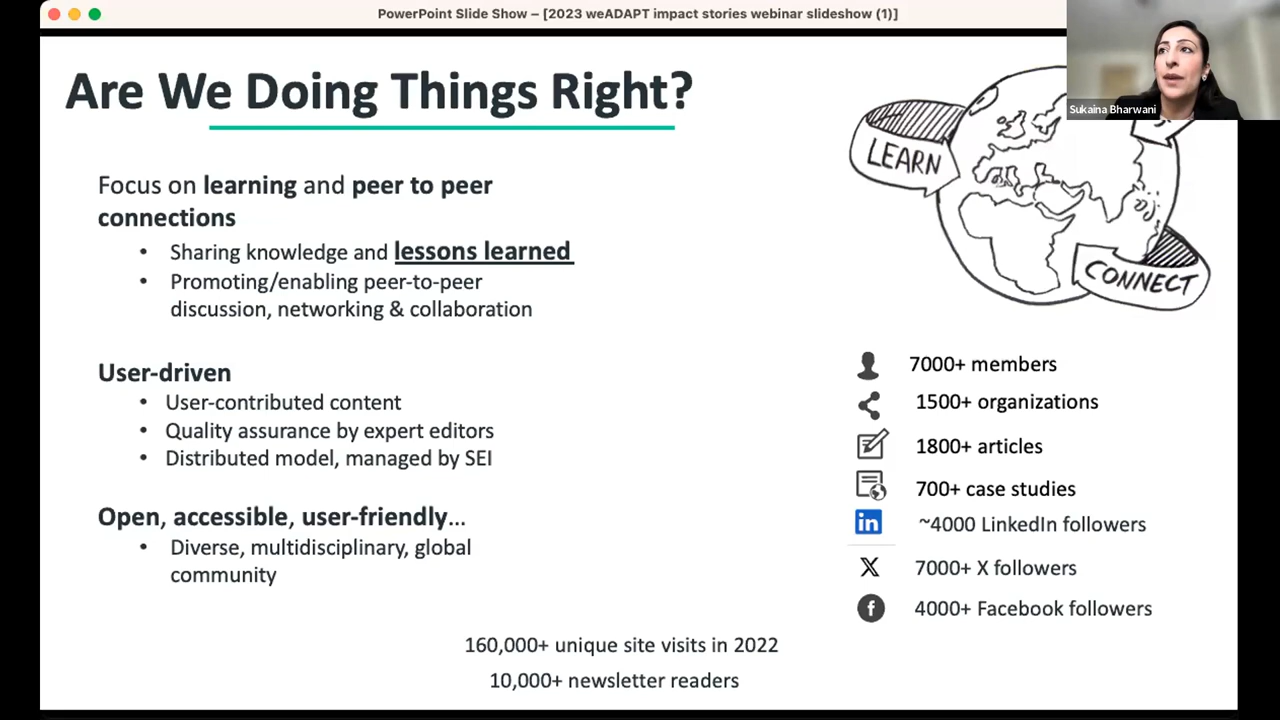 PowerPoint Slide Show – [2023 weADAPT impact stories webinar slideshow (1)]
Sukaina Bharwani
Are We Doing Things Right?
LEARN
CONNECT
Focus on learning and peer to peer
connections
• Sharing knowledge and lessons learned
• Promoting/enabling peer-to-peer
discussion, networking & collaboration
User-driven
• User-contributed content
• Quality assurance by expert editors
• Distributed model, managed by SEI
Open, accessible, user-friendly...
• Diverse, multidisciplinary, global
community
7000+ members
1500+ organizations
1800+ articles
700+ case studies
in ~4000 LinkedIn followers
X 7000+ X followers
f 4000+ Facebook followers
160,000+ unique site visits in 2022
10,000+ newsletter readers